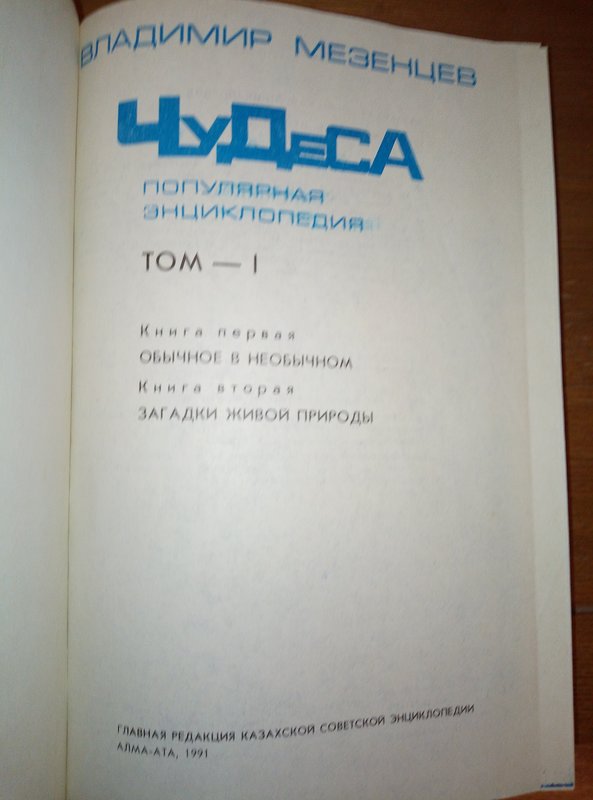 ВЛАДИМИР МЕЗЕНЦЕВ
ЧУДЕСА
ПОПУЛЯРНАЯ
ЭНЦИКЛОПЕДИЯ
ТОМ — I
Книга первая
ОБЫЧНОЕ В НЕОБЫЧНОМ
Книга вторая
ЗАГАДКИ ЖИВОЙ ПРИРОДЫ
ГЛАВНАЯ РЕДАКЦИЯ КАЗАХСКОЙ СОВЕТСКОЙ ЭНЦИКЛОПЕДИИ
АЛМА-АТА, 1991